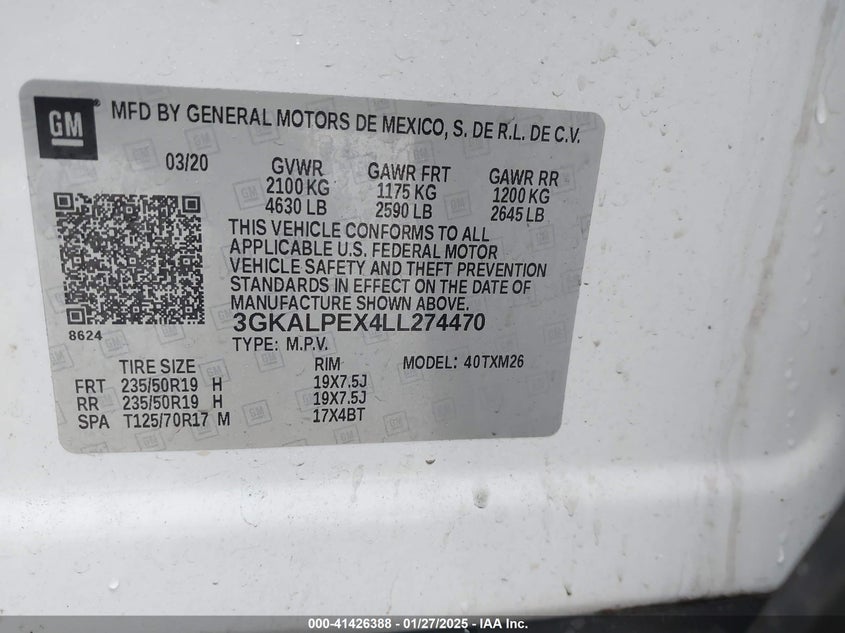 GM
MFD BY GENERAL MOTORS DE MEXICO, S. DE R.L. DE C.V.
03/20 GVWR GAWR FRT GAWR RR
2100 KG 1175 KG 1200 KG
4630 LB 2590 LB 2645 LB
THIS VEHICLE CONFORMS TO ALL
APPLICABLE U.S. FEDERAL MOTOR
VEHICLE SAFETY AND THEFT PREVENTION
STANDARDS IN EFFECT ON THE DATE OF
MANUFACTURE SHOWN ABOVE.
3GKALPEX4LL274470
8624
TYPE: M.P.V.
TIRE SIZE RIM MODEL: 40TXM26
FRT 235/50R19 H 19X7.5J
RR 235/50R19 H 19X7.5J
SPA T125/70R17 M 17X4BT
000-41426388 - 01/27/2025 - IAA Inc.